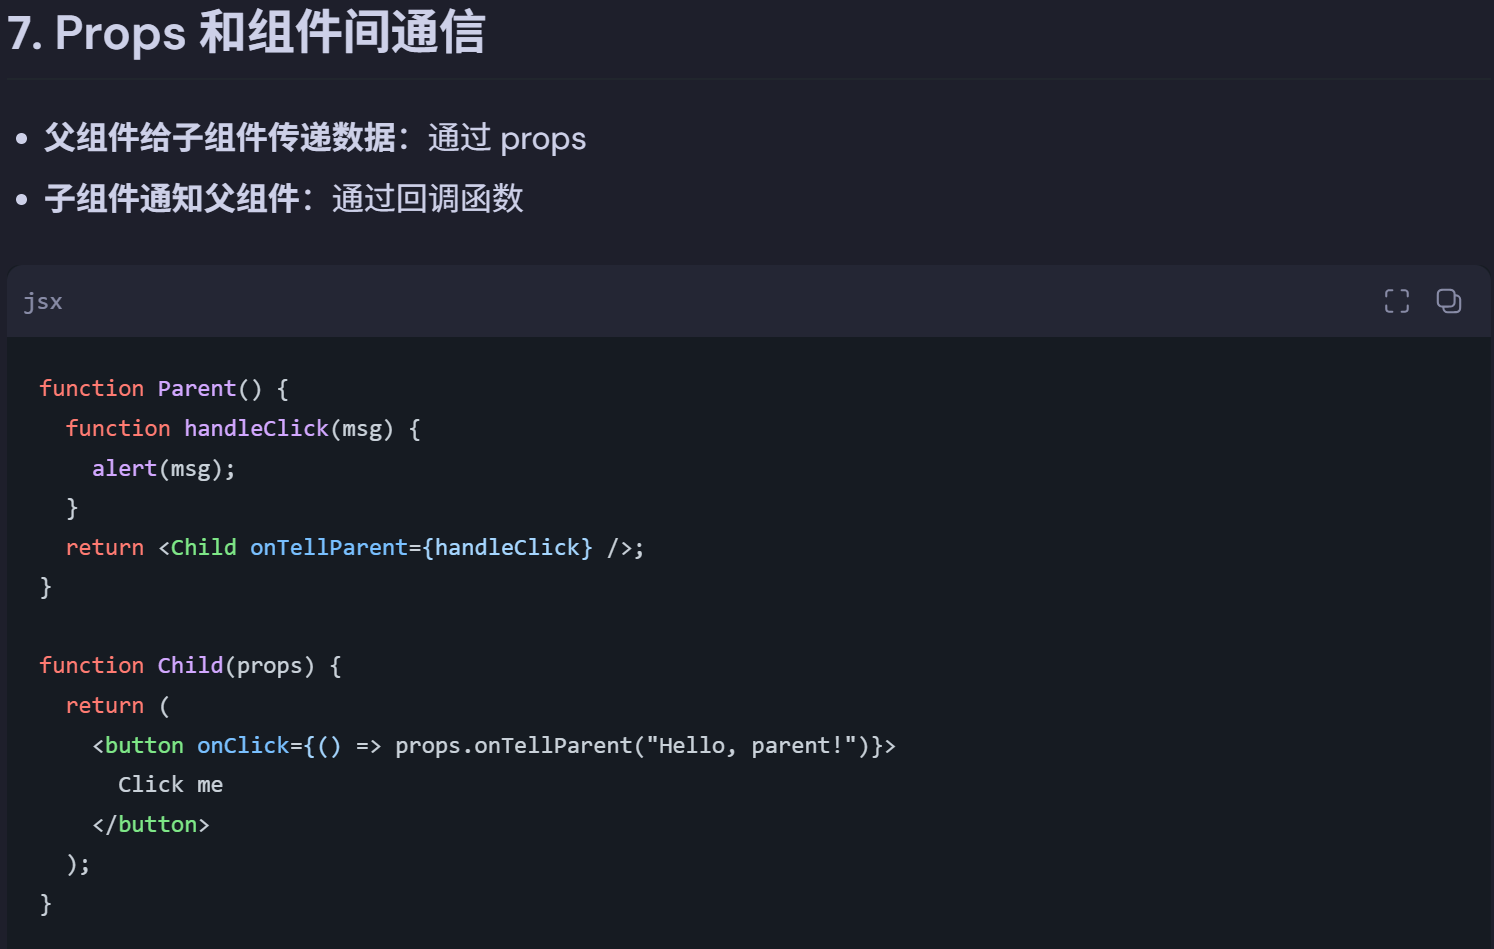 7. Props 和组件间通信
• 父组件给子组件传递数据：通过 props
• 子组件通知父组件：通过回调函数
jsx
function Parent() {
  function handleClick(msg) {
    alert(msg);
  }
  return <Child onTellParent={handleClick} />;
}

function Child(props) {
  return (
    <button onClick={() => props.onTellParent("Hello, parent!")}>
      Click me
    </button>
  );
}